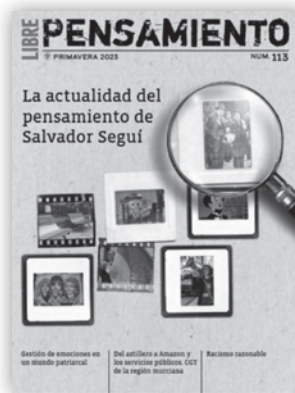 LIBRE PENSAMIENTO
PRIMAVERA 2023 NUM. 113
La actualidad del
pensamiento de
Salvador Seguí
Gestión de emociones en
un mundo patriarcal
Del astillero a Amazon y
los servicios públicos. CGT
de la región murciana
Racismo razonable